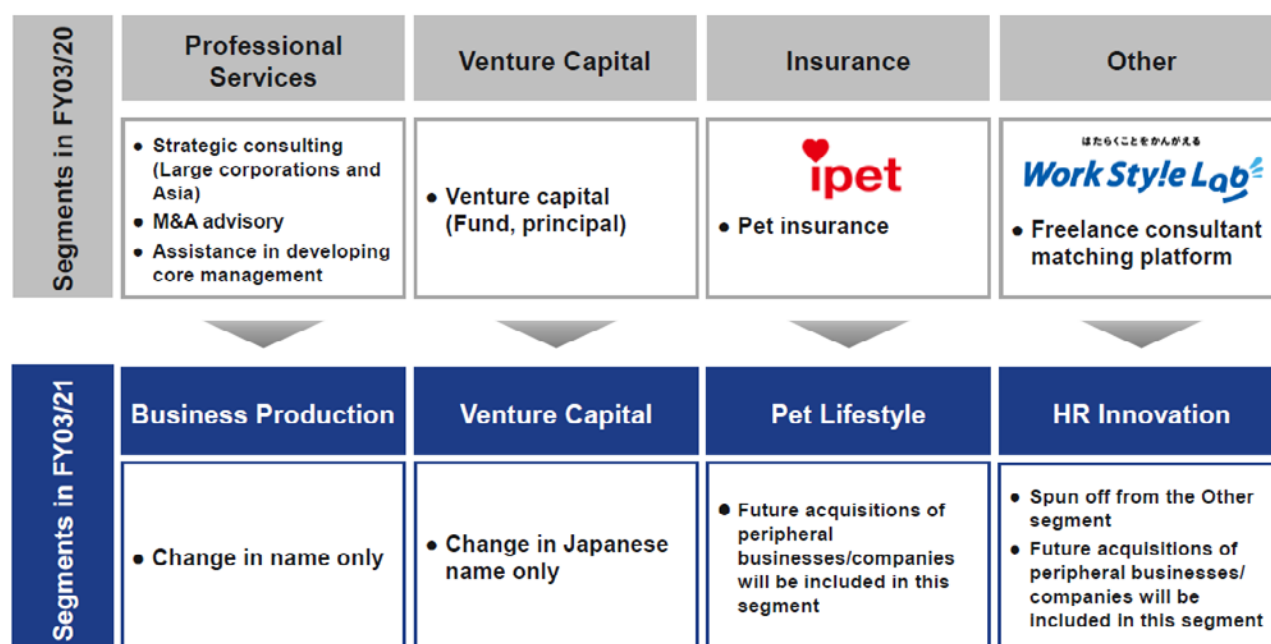 Segments in FY03/20
Professional
Services
Venture Capital
Insurance
Other
• Strategic consulting
(Large corporations and
Asia)
• M&A advisory
• Assistance in developing
core management
• Venture capital
(Fund, principal)
ipet
• Pet insurance
はたらくことをかんがえる
Work Style Lab
• Freelance consultant
matching platform
Segments in FY03/21
Business Production
Venture Capital
Pet Lifestyle
HR Innovation
• Change in name only
• Change in Japanese
name only
• Future acquisitions of
peripheral
businesses/companies
will be included in this
segment
• Spun off from the Other
segment
• Future acquisitions of
peripheral businesses/
companies will be
included in this segment